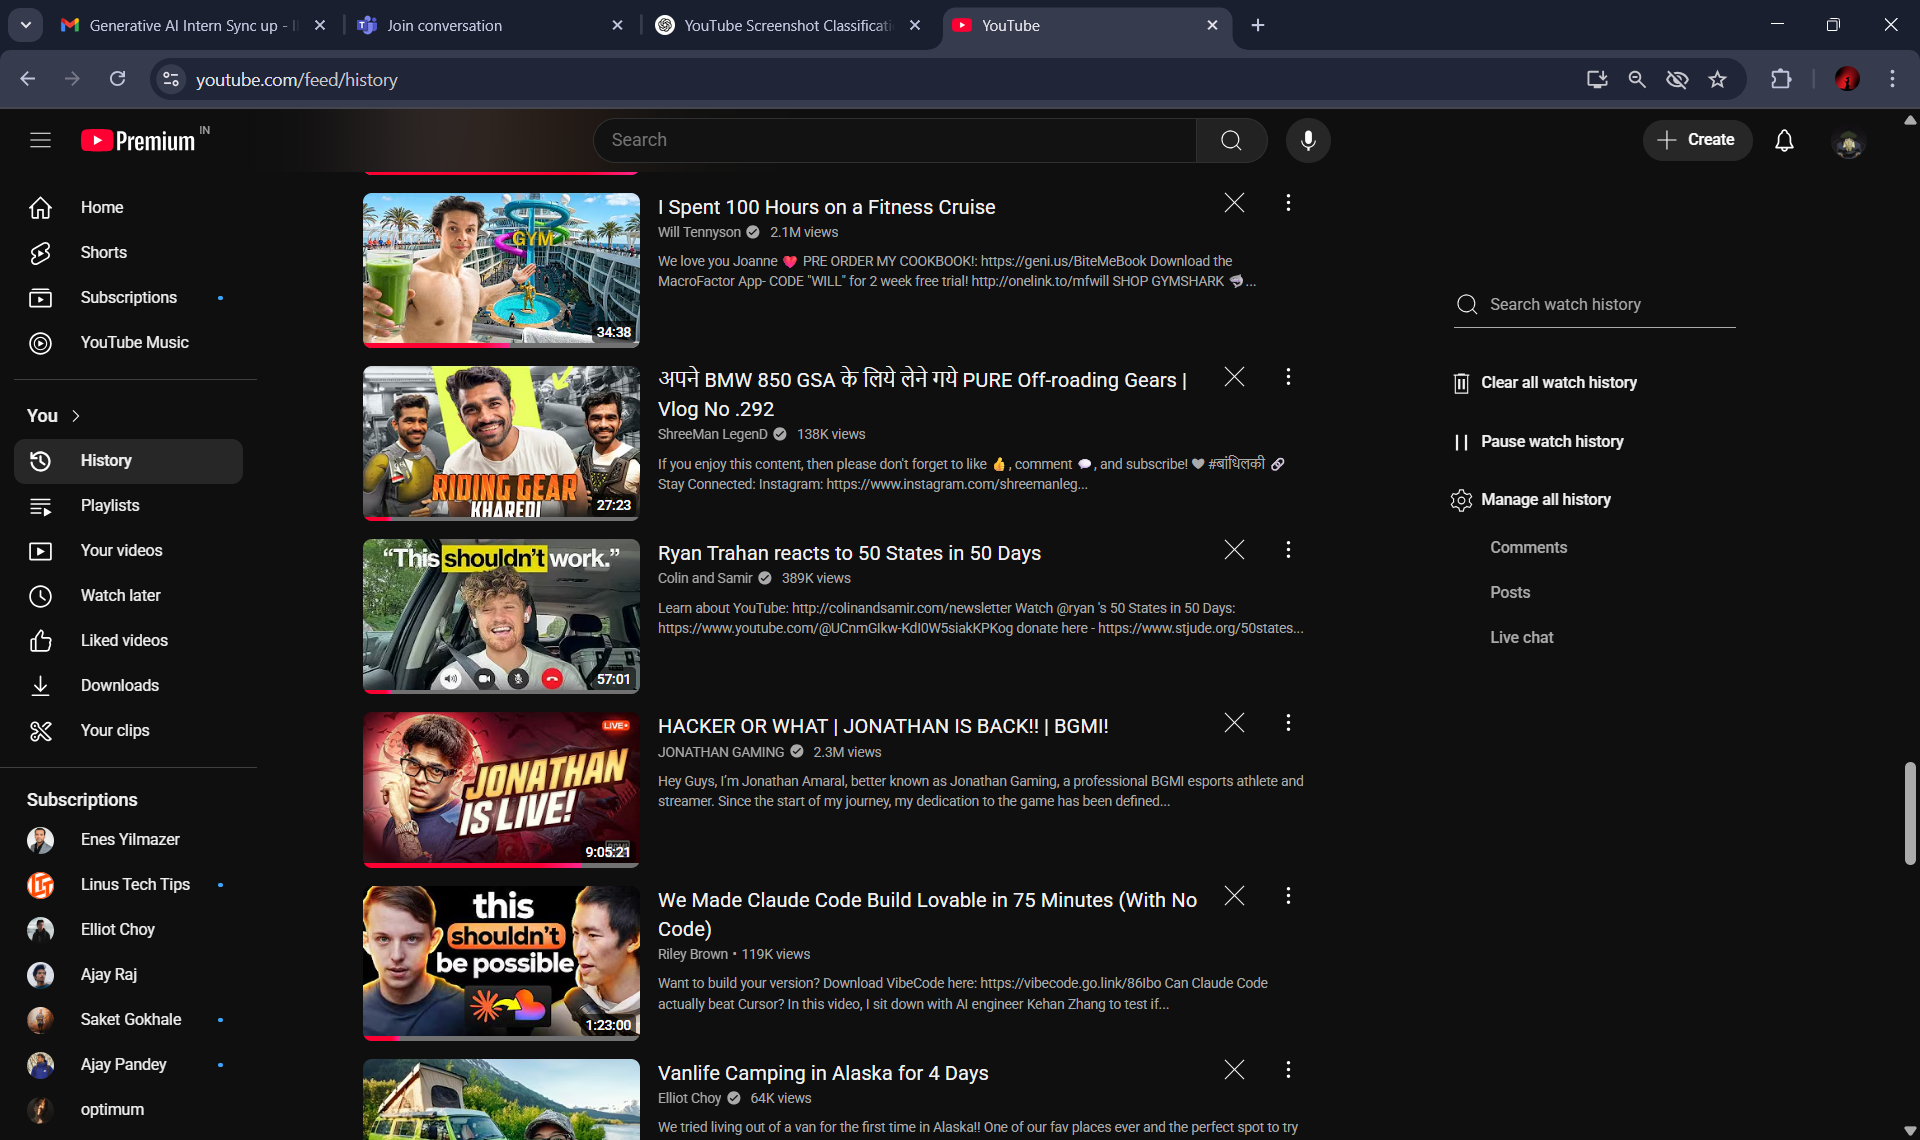 Generative AI Intern Sync up - I
Join conversation
YouTube Screenshot Classificati
YouTube
youtube.com/feed/history
Premium IN
Search
Create
Home
Shorts
Subscriptions
YouTube Music
You
History
Playlists
Your videos
Watch later
Liked videos
Downloads
Your clips
Subscriptions
Enes Yilmazer
Linus Tech Tips
Elliot Choy
Ajay Raj
Saket Gokhale
Ajay Pandey
optimum
GYM
34:38
I Spent 100 Hours on a Fitness Cruise
Will Tennyson 2.1M views
We love you Joanne 💖 PRE ORDER MY COOKBOOK!: https://geni.us/BiteMeBook Download the
MacroFactor App- CODE "WILL" for 2 week free trial! http://onelink.to/mfwill SHOP GYMSHARK 🦈...
RIDING GEAR
KHAREDI
27:23
अपने BMW 850 GSA के लिये लेने गये PURE Off-roading Gears |
Vlog No .292
ShreeMan LegenD 138K views
If you enjoy this content, then please don't forget to like 👍, comment 💬, and subscribe! 🩶 #बांधिलकी 🔗
Stay Connected: Instagram: https://www.instagram.com/shreemanleg...
“This shouldn’t work.”
57:01
Ryan Trahan reacts to 50 States in 50 Days
Colin and Samir 389K views
Learn about YouTube: http://colinandsamir.com/newsletter Watch @ryan 's 50 States in 50 Days:
https://www.youtube.com/@UCnmGIkw-KdI0W5siakKPKog donate here - https://www.stjude.org/50states...
LIVE
JONATHAN
IS LIVE!
9:05:21
HACKER OR WHAT | JONATHAN IS BACK!! | BGMI!
JONATHAN GAMING 2.3M views
Hey Guys, I’m Jonathan Amaral, better known as Jonathan Gaming, a professional BGMI esports athlete and
streamer. Since the start of my journey, my dedication to the game has been defined...
this
shouldn’t
be possible
1:23:00
We Made Claude Code Build Lovable in 75 Minutes (With No
Code)
Riley Brown • 119K views
Want to build your version? Download VibeCode here: https://vibecode.go.link/86Ibo Can Claude Code
actually beat Cursor? In this video, I sit down with AI engineer Kehan Zhang to test if...
Vanlife Camping in Alaska for 4 Days
Elliot Choy 64K views
We tried living out of a van for the first time in Alaska!! One of our fav places ever and the perfect spot to try
Search watch history
Clear all watch history
Pause watch history
Manage all history
Comments
Posts
Live chat